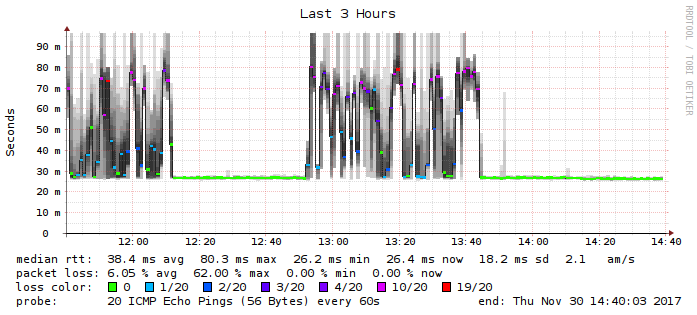 Last 3 Hours
RRDTOOL / TOBI OETIKER
Seconds
90 m
80 m
70 m
60 m
50 m
40 m
30 m
20 m
10 m
0
12:00 12:20 12:40 13:00 13:20 13:40 14:00 14:20 14:40
median rtt: 38.4 ms avg 80.3 ms max 26.2 ms min 26.4 ms now 18.2 ms sd 2.1 am/s
packet loss: 6.05 % avg 62.00 % max 0.00 % min 0.00 % now
loss color: 0 1/20 2/20 3/20 4/20 10/20 19/20
probe: 20 ICMP Echo Pings (56 Bytes) every 60s end: Thu Nov 30 14:40:03 2017